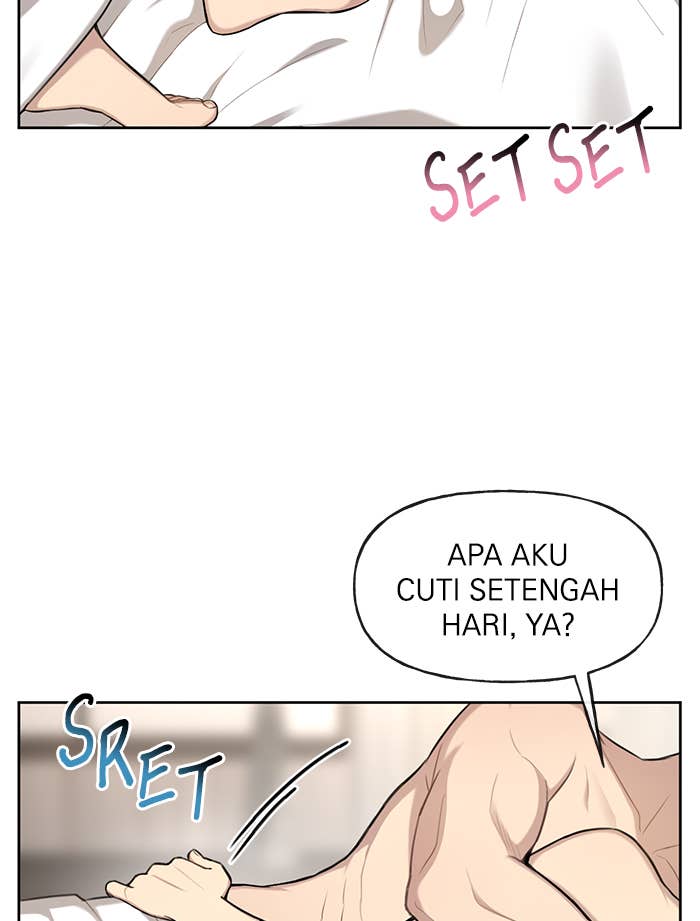 SET SET
APA AKU
CUTI SETENGAH
HARI, YA?
SRET